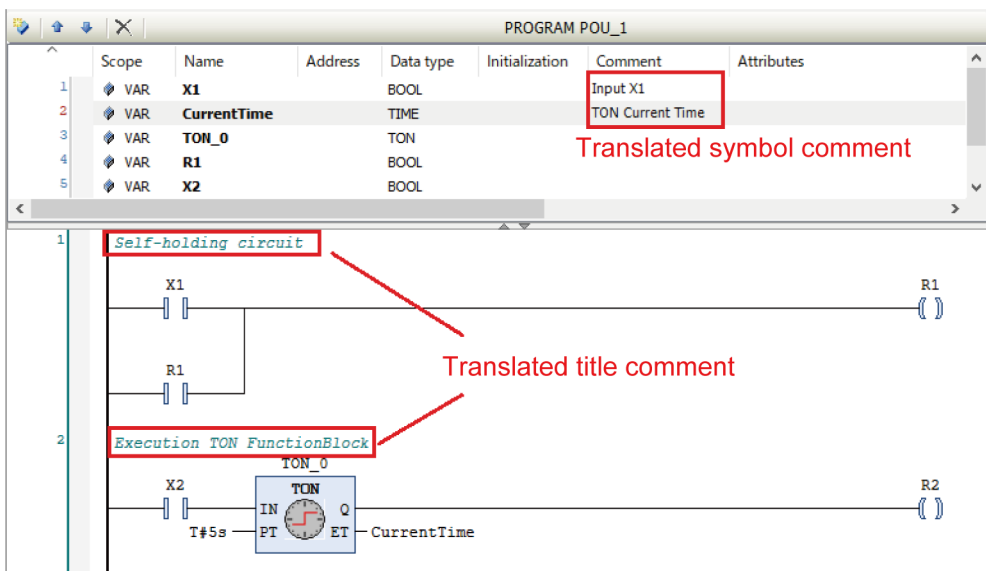 PROGRAM POU_1
Scope Name Address Data type Initialization Comment Attributes
1 VAR X1 BOOL Input X1
2 VAR CurrentTime TIME TON Current Time
3 VAR TON_0 TON
4 VAR R1 BOOL
5 VAR X2 BOOL
Translated symbol comment
1 Self-holding circuit
X1 R1
R1
Translated title comment
2 Execution TON FunctionBlock
TON_0
X2 TON R2
IN Q
T#5s PT ET CurrentTime